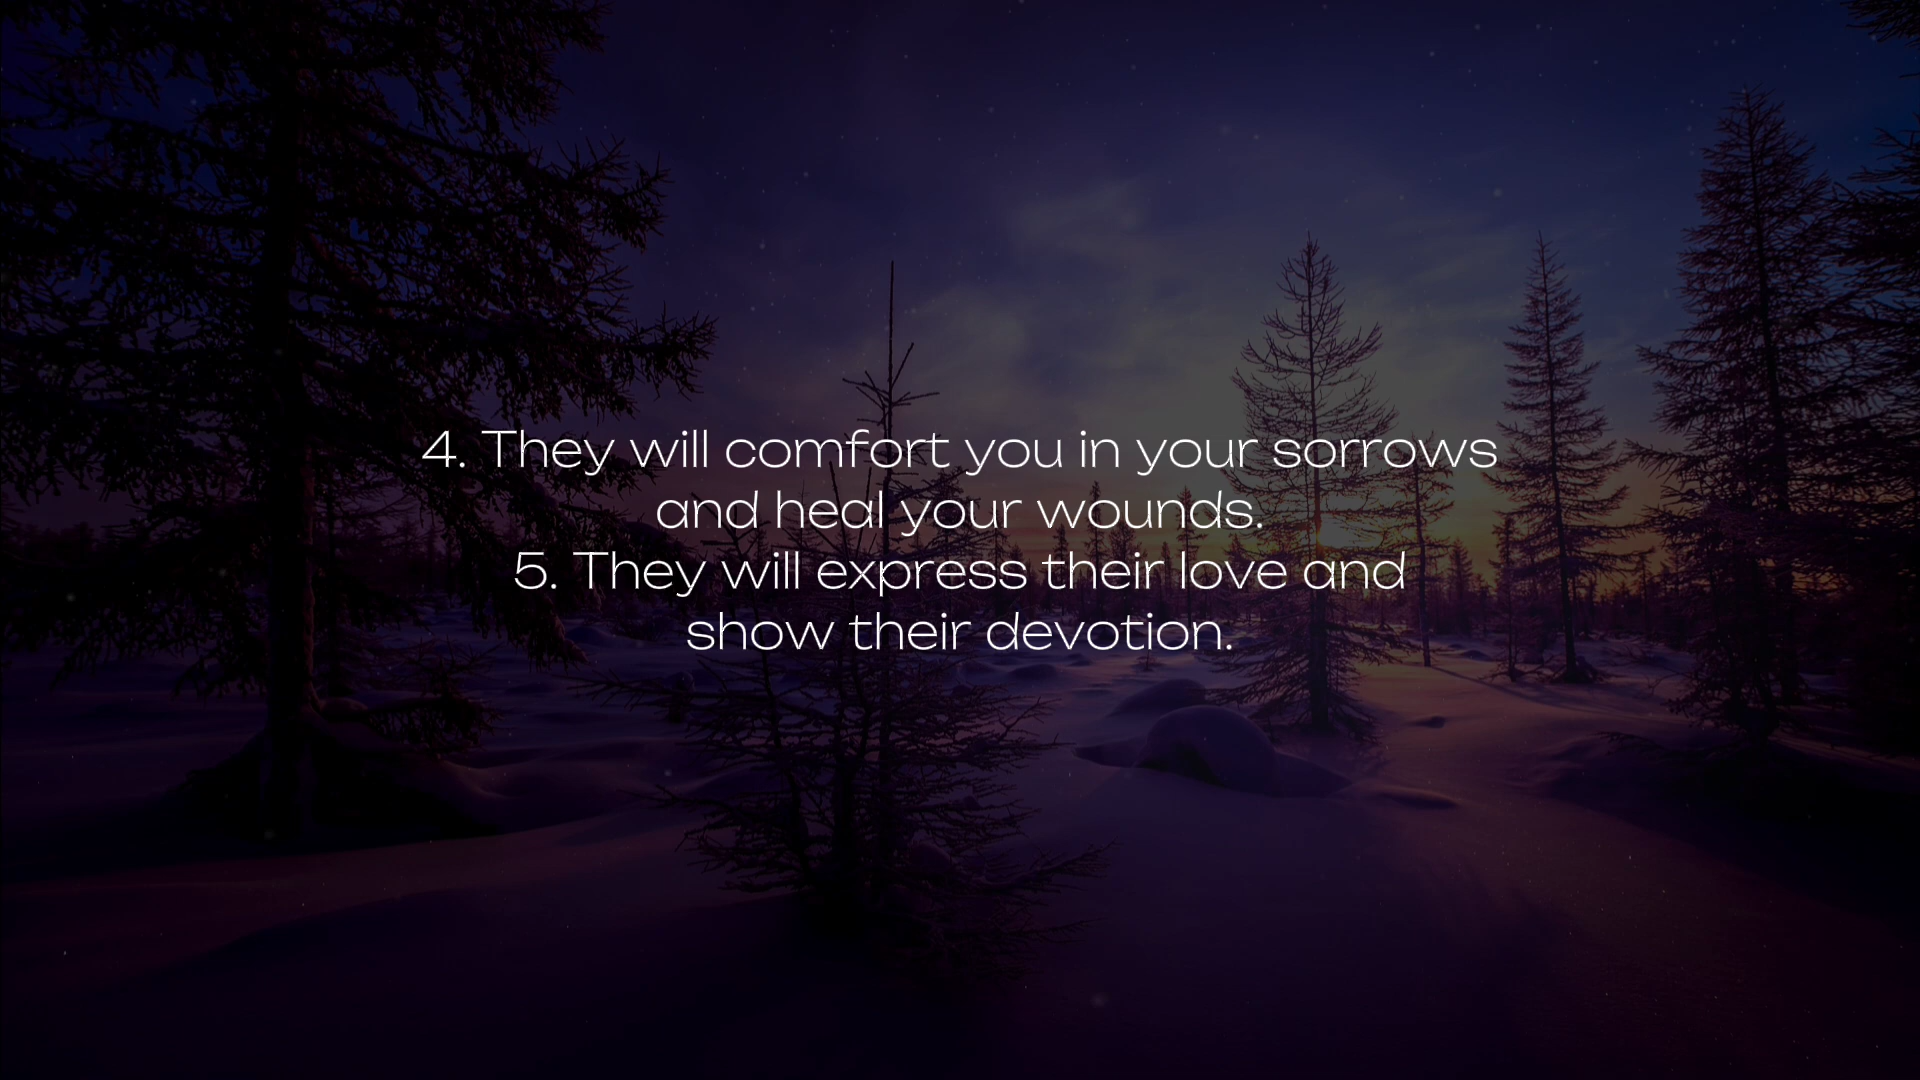 4. They will comfort you in your sorrows
and heal your wounds.
5. They will express their love and
show their devotion.